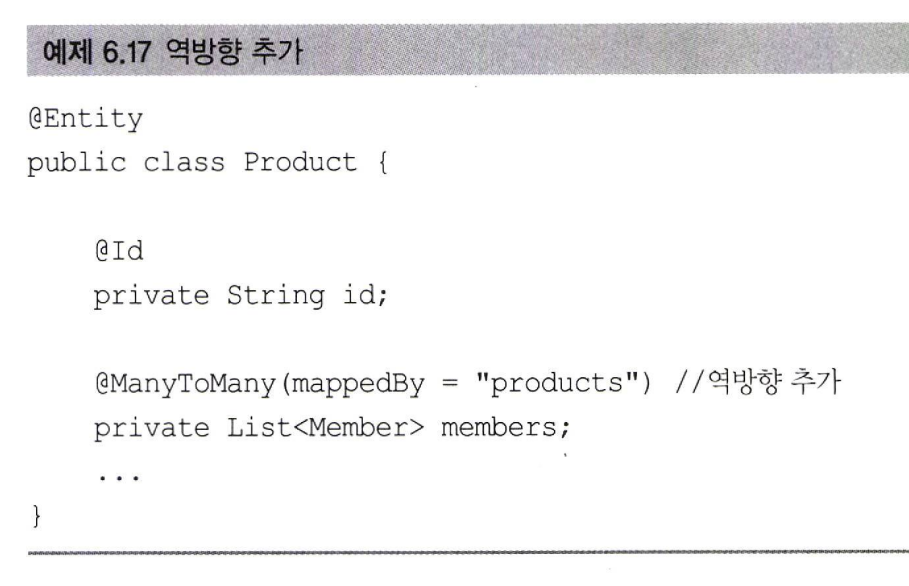 예제 6.17 역방향 추가
@Entity
public class Product {
@Id
private String id;
@ManyToMany(mappedBy = "products") //역방향 추가
private List<Member> members;
...
}